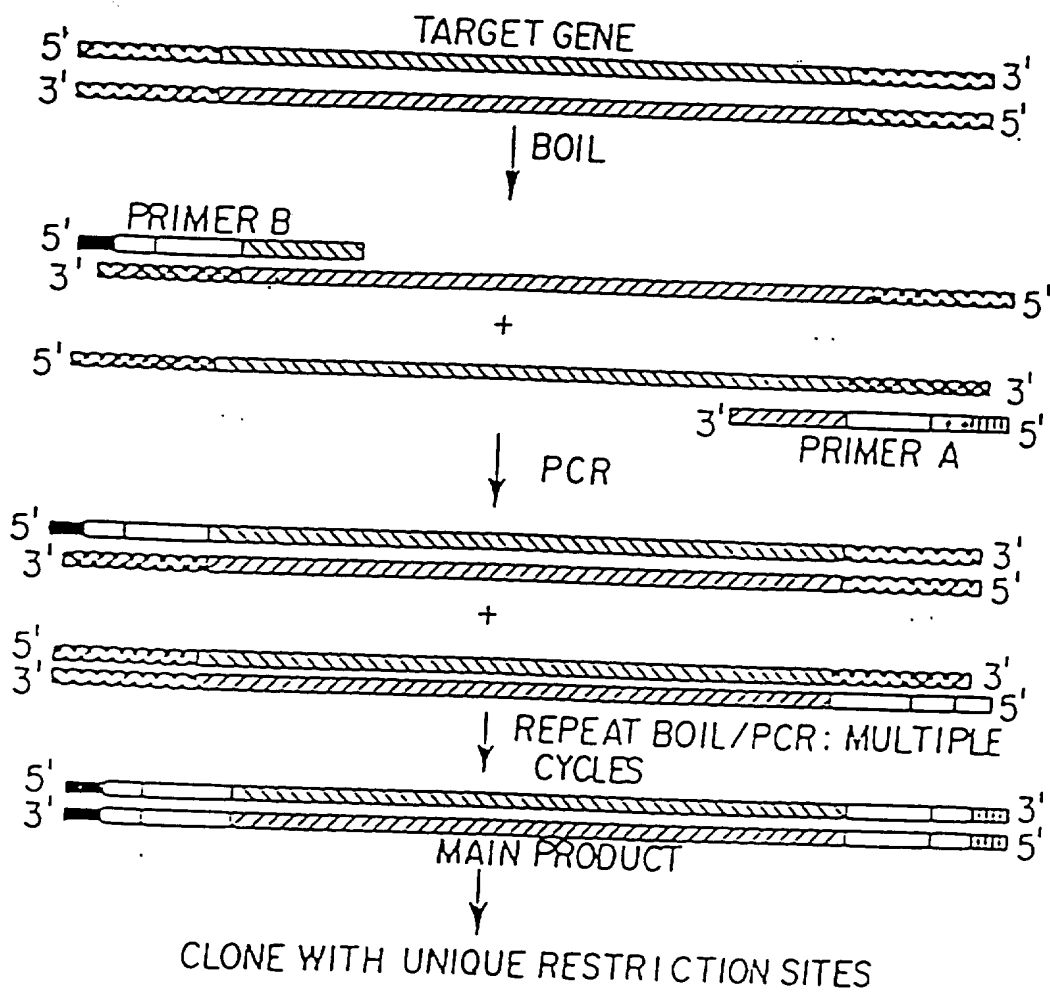 TARGET GENE
5' 3'
3' 5'
BOIL
PRIMER B
5'
3' 5'
+
5' 3'
3' 5'
PRIMER A
PCR
5' 3'
3' 5'
+
5' 3'
3' 5'
REPEAT BOIL/PCR: MULTIPLE
CYCLES
5' 3'
3' 5'
MAIN PRODUCT
CLONE WITH UNIQUE RESTRICTION SITES